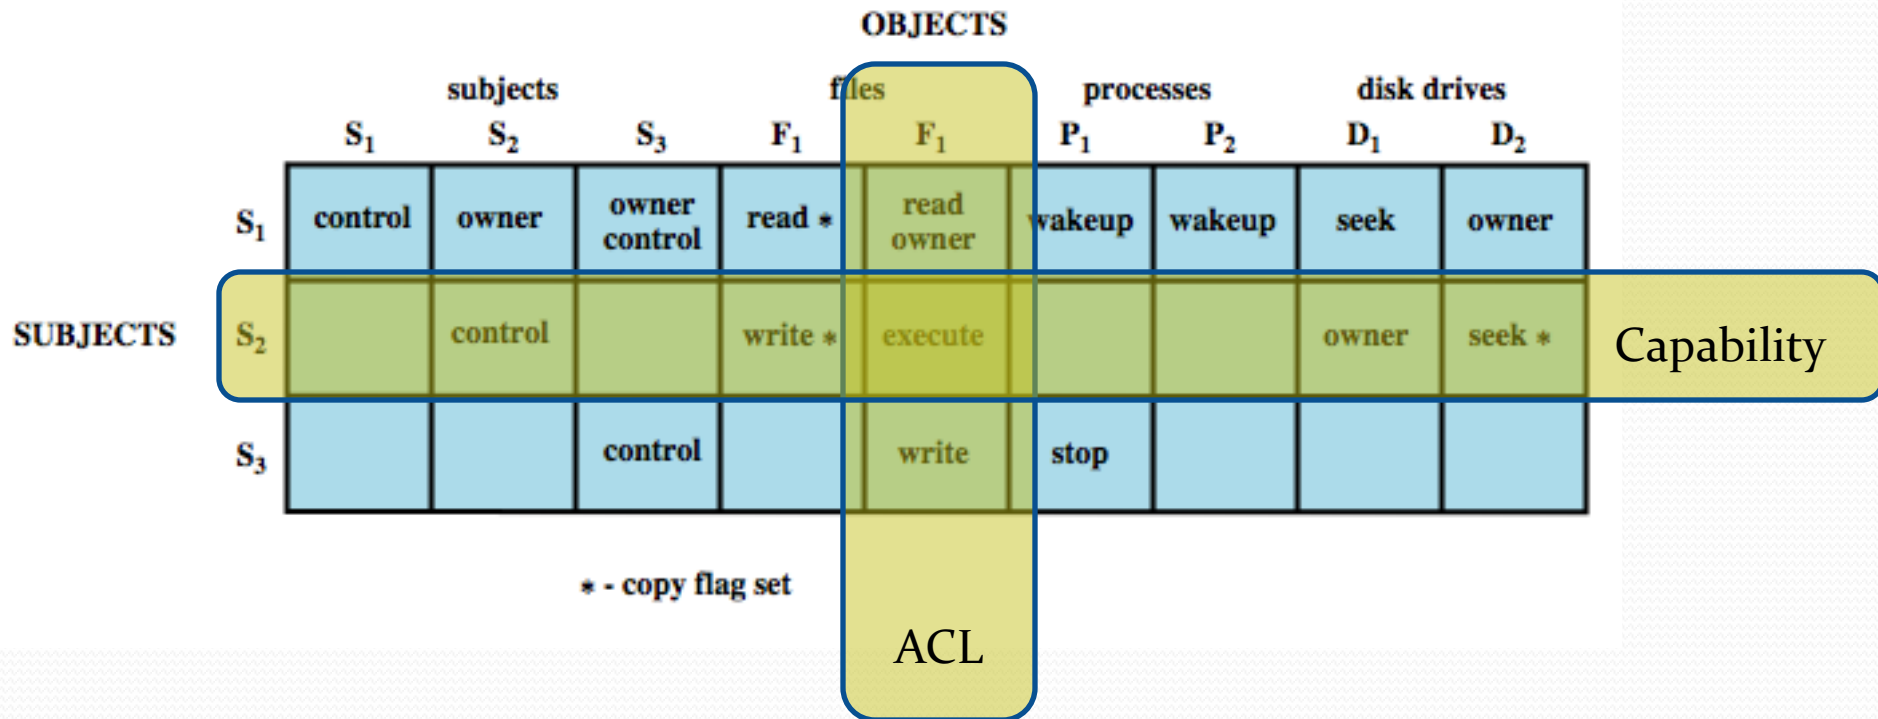 OBJECTS
subjects files processes disk drives
S₁ S₂ S₃ F₁ F₁ P₁ P₂ D₁ D₂
S₁ control owner owner control read * read owner wakeup wakeup seek owner
SUBJECTS S₂ control write * execute owner seek * Capability
S₃ control write stop
* - copy flag set
ACL